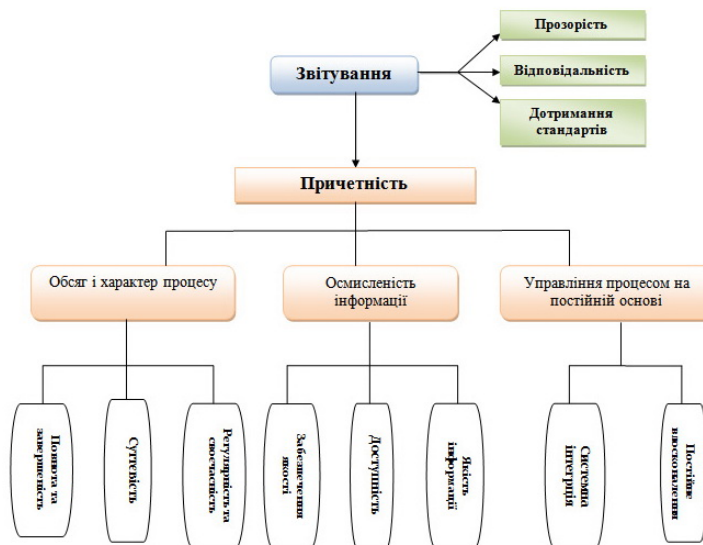 Прозорість
Звітування
Відповідальність
Дотримання
стандартів
Причетність
Обсяг і характер процесу
Осмисленість
інформації
Управління процесом на
постійній основі
Повнота та
завершеність
Суттєвість
Регулярність та
своєчасність
Забезпечення
якості
Доступність
Якість
інформації
Системна
інтеграція
Постійне
вдосконалення